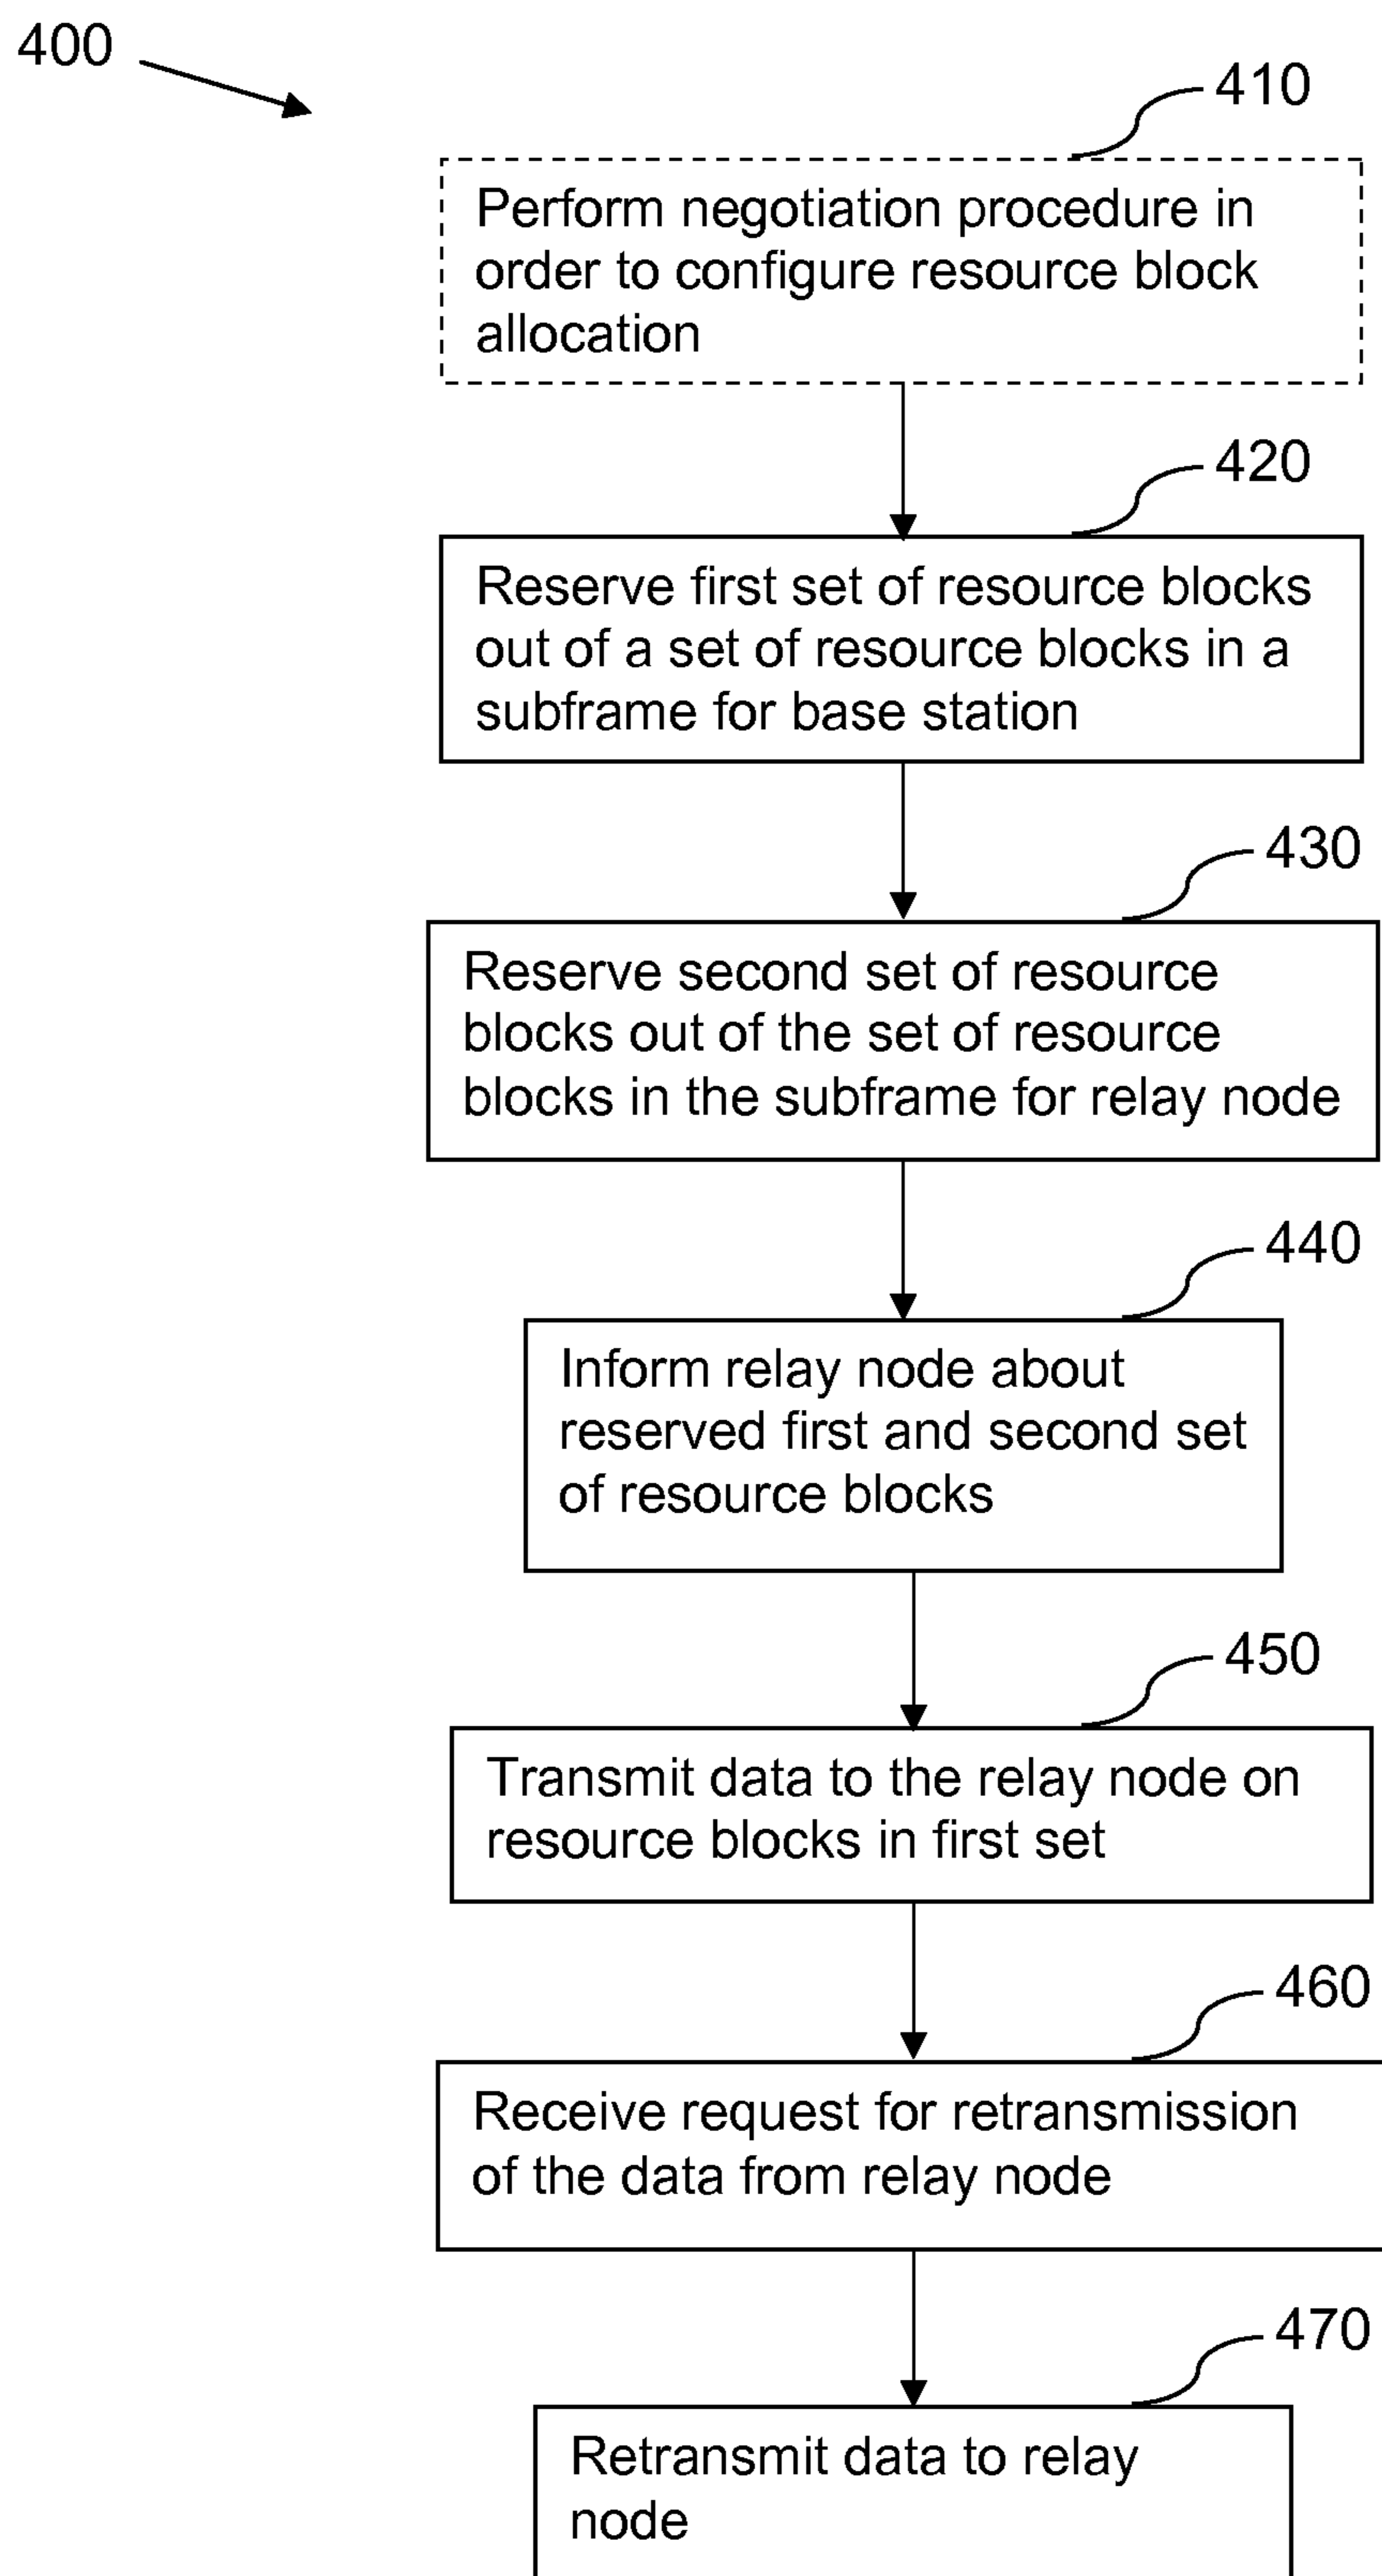 400
410
Perform negotiation procedure in
order to configure resource block
allocation
420
Reserve first set of resource blocks
out of a set of resource blocks in a
subframe for base station
430
Reserve second set of resource
blocks out of the set of resource
blocks in the subframe for relay node
440
Inform relay node about
reserved first and second set
of resource blocks
450
Transmit data to the relay node on
resource blocks in first set
460
Receive request for retransmission
of the data from relay node
470
Retransmit data to relay
node